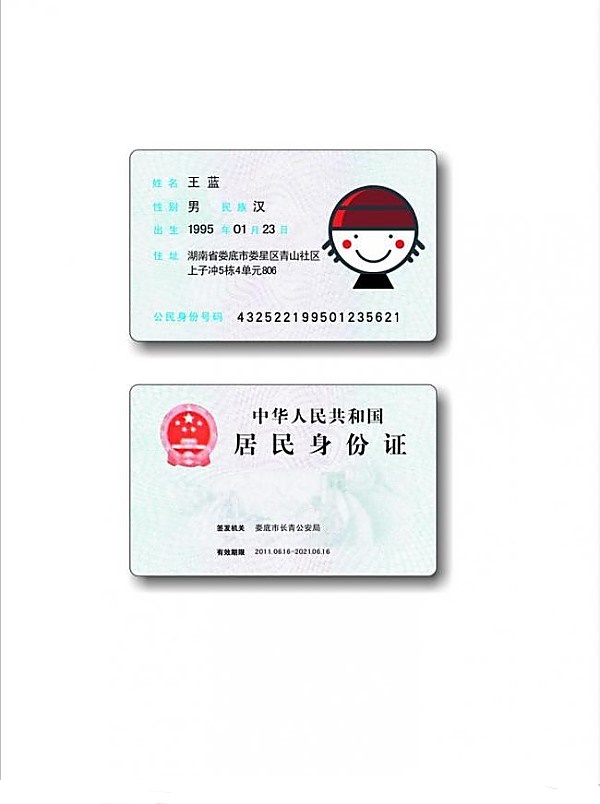 姓名 王蓝
性别 男 民族 汉
出生 1995 年 01 月 23 日
住址 湖南省娄底市娄星区青山社区
上子冲5栋4单元806
公民身份号码 432522199501235621
中华人民共和国
居民身份证
签发机关 娄底市长青公安局
有效期限 2011.06.16-2021.06.16